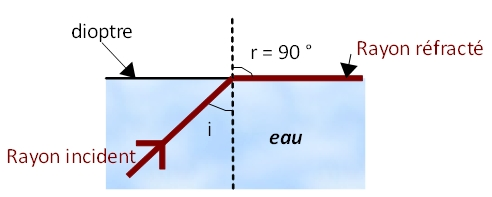 dioptre
r = 90 °
Rayon réfracté
i
eau
Rayon incident